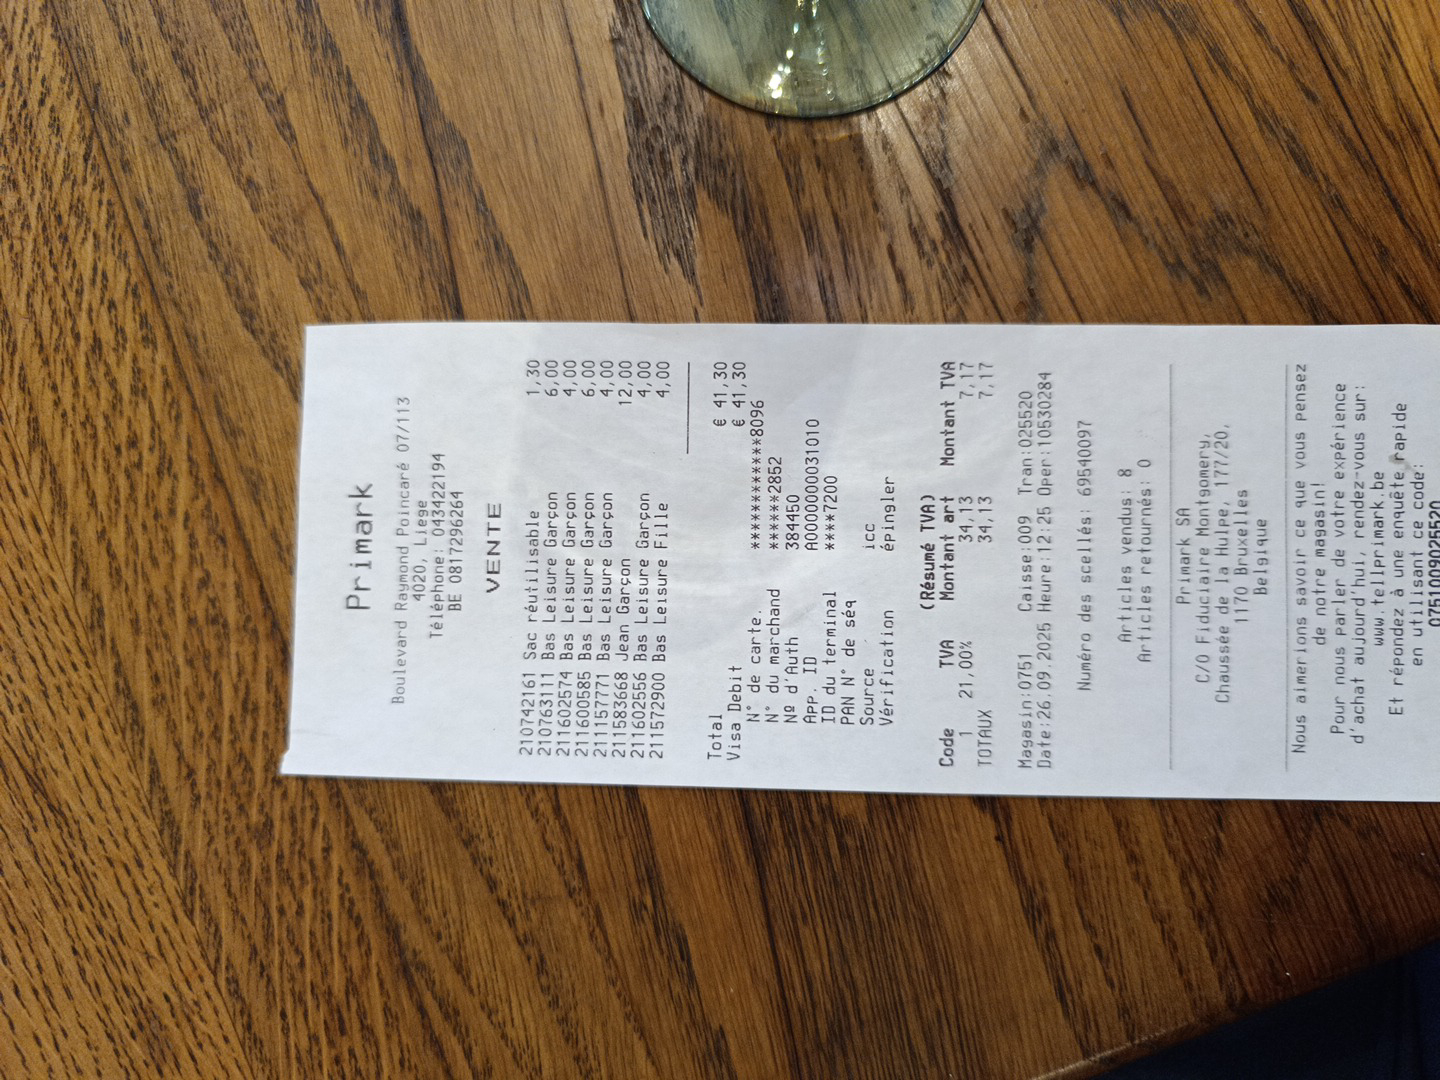 Primark
Boulevard Raymond Poincaré 07/113
4020, Liege
Téléphone: 043422194
BE 0817296264
VENTE
210742161 Sac réutilisable 1,30
210763111 Bas Leisure Garçon 6,00
211602574 Bas Leisure Garçon 4,00
211600585 Bas Leisure Garçon 6,00
211157771 Bas Leisure Garçon 4,00
211583668 Jean Garçon 12,00
211602556 Bas Leisure Garçon 4,00
211572900 Bas Leisure Fille 4,00
Total € 41,30
Visa Debit € 41,30
N° de carte. ************8096
N° du marchand ******2852
Nº d'Auth 384450
APP. ID A0000000031010
ID du terminal ****7200
PAN N° de séq
Source icc
Vérification épingler
(Résumé TVA)
Code TVA Montant art Montant TVA
1 21,00% 34,13 7,17
TOTAUX 34,13 7,17
Magasin:0751 Caisse:009 Tran:025520
Date:26.09.2025 Heure:12:25 Oper:10530284
Numéro des scellés: 69540097
Articles vendus: 8
Articles retournés: 0
Primark SA
C/O Fiduciaire Montgomery,
Chaussée de la Hulpe, 177/20,
1170 Bruxelles
Belgique
Nous aimerions savoir ce que vous pensez
de notre magasin!
Pour nous parler de votre expérience
d'achat aujourd'hui, rendez-vous sur:
www.tellprimark.be
Et répondez à une enquête rapide
en utilisant ce code:
0751009025520